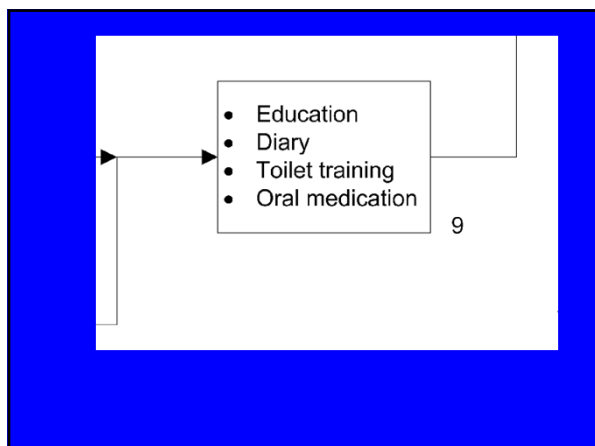 • Education
• Diary
• Toilet training
• Oral medication
9